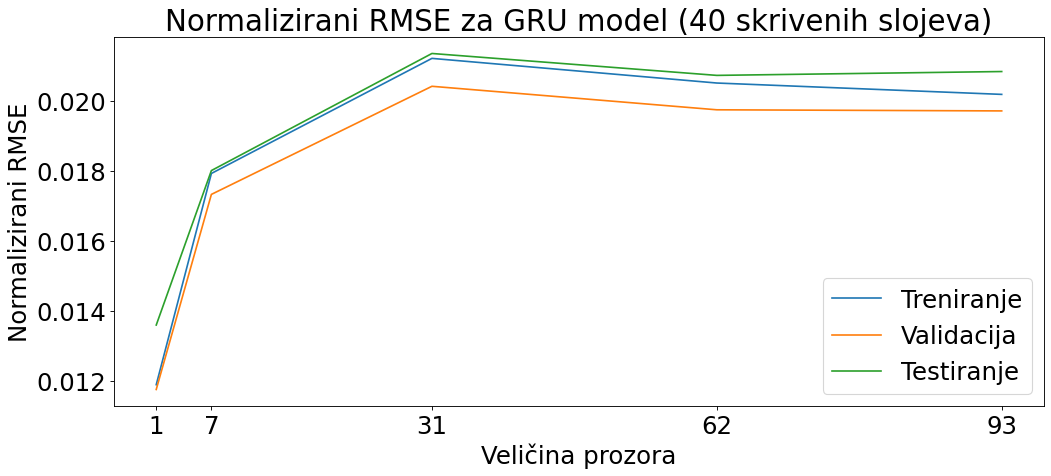 Normalizirani RMSE za GRU model (40 skrivenih slojeva)
Normalizirani RMSE
0.020
0.018
0.016
0.014
0.012
Treniranje
Validacija
Testiranje
1 7 31 62 93
Veličina prozora